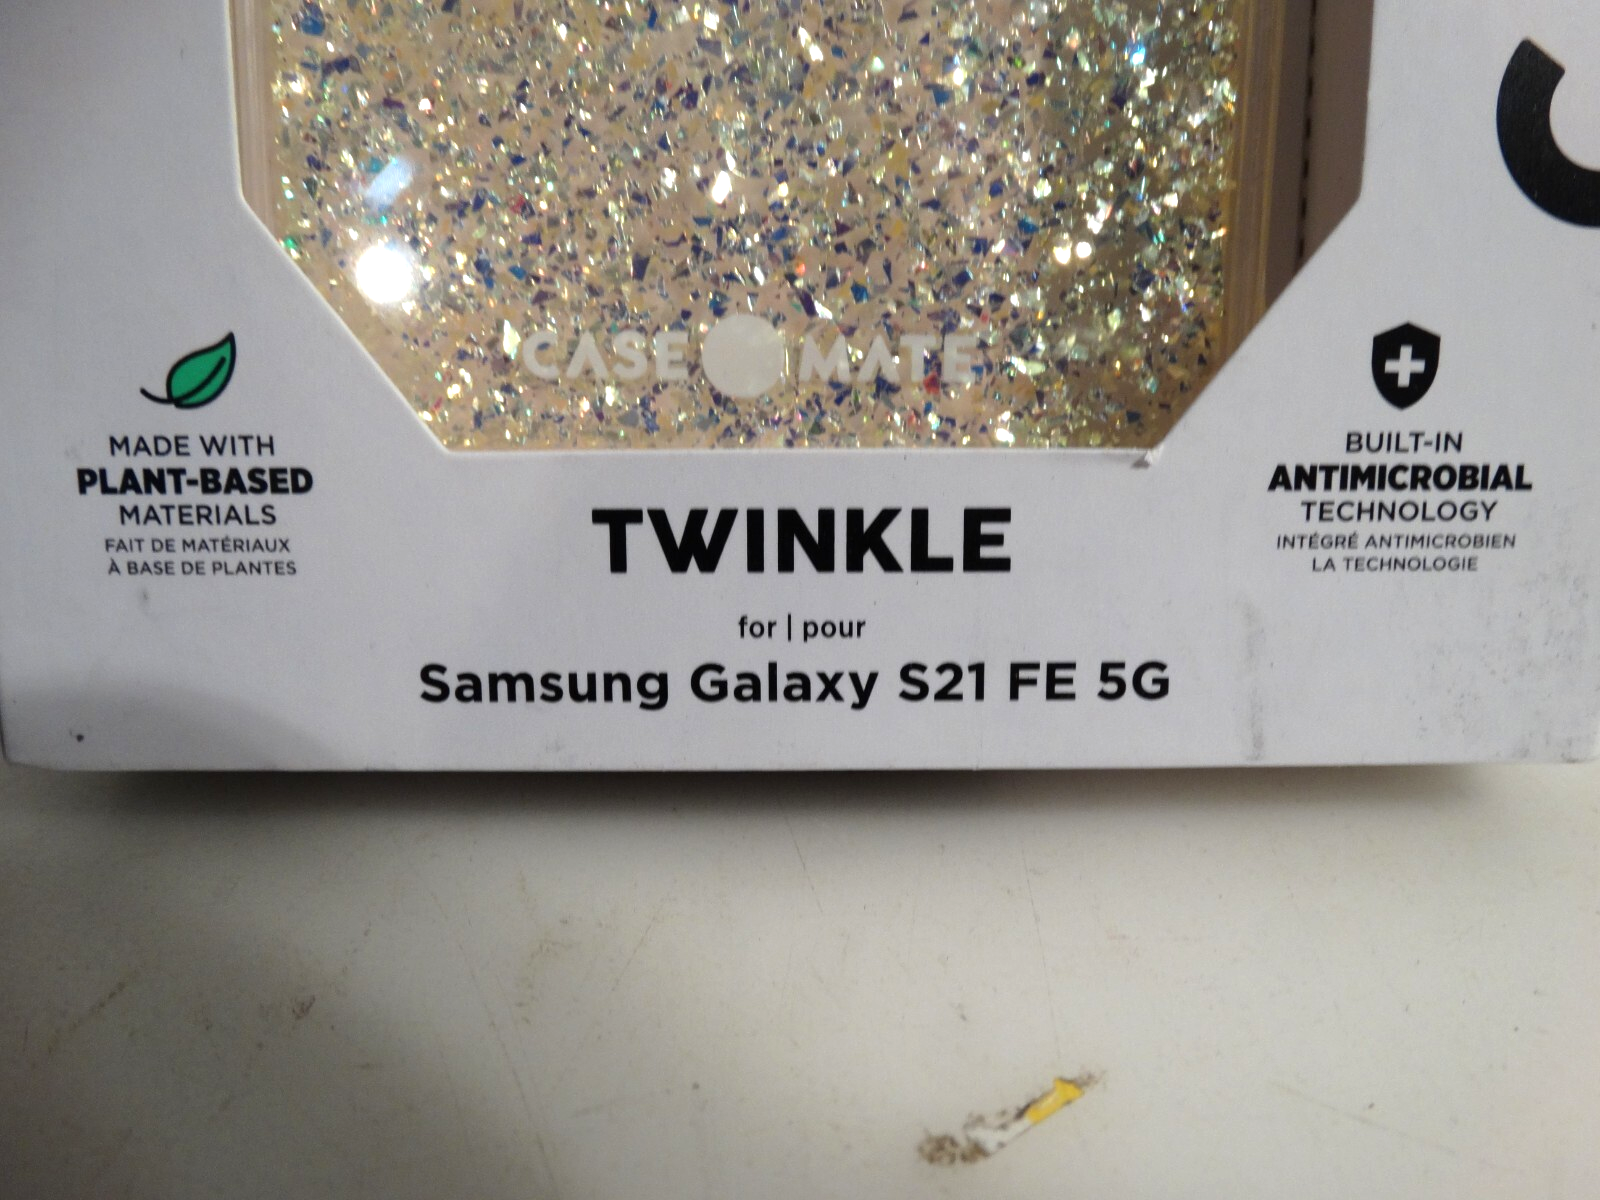 CASE MATE
MADE WITH
PLANT-BASED
MATERIALS
FAIT DE MATÉRIAUX
À BASE DE PLANTES
TWINKLE
for | pour
Samsung Galaxy S21 FE 5G
BUILT-IN
ANTIMICROBIAL
TECHNOLOGY
INTÉGRÉ ANTIMICROBIEN
LA TECHNOLOGIE